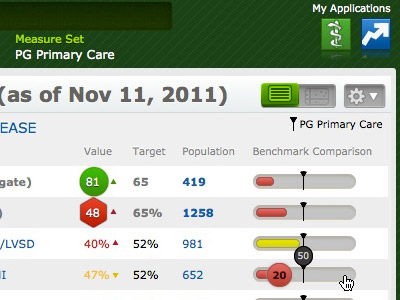 My Applications
Measure Set
PG Primary Care
(as of Nov 11, 2011)
EASE
PG Primary Care
Value Target Population Benchmark Comparison
gate) 81 65 419
) 48 65% 1258
/LVSD 40% 52% 981
50
I 47% 52% 652 20